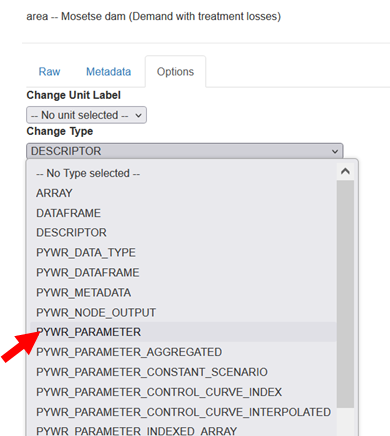 area -- Mosetse dam (Demand with treatment losses)
Raw Metadata Options
Change Unit Label
-- No unit selected --
Change Type
DESCRIPTOR
-- No Type selected --
ARRAY
DATAFRAME
DESCRIPTOR
PYWR_DATA_TYPE
PYWR_DATAFRAME
PYWR_METADATA
PYWR_NODE_OUTPUT
PYWR_PARAMETER
PYWR_PARAMETER_AGGREGATED
PYWR_PARAMETER_CONSTANT_SCENARIO
PYWR_PARAMETER_CONTROL_CURVE_INDEX
PYWR_PARAMETER_CONTROL_CURVE_INTERPOLATED
PYWR_PARAMETER_INDEXED_ARRAY